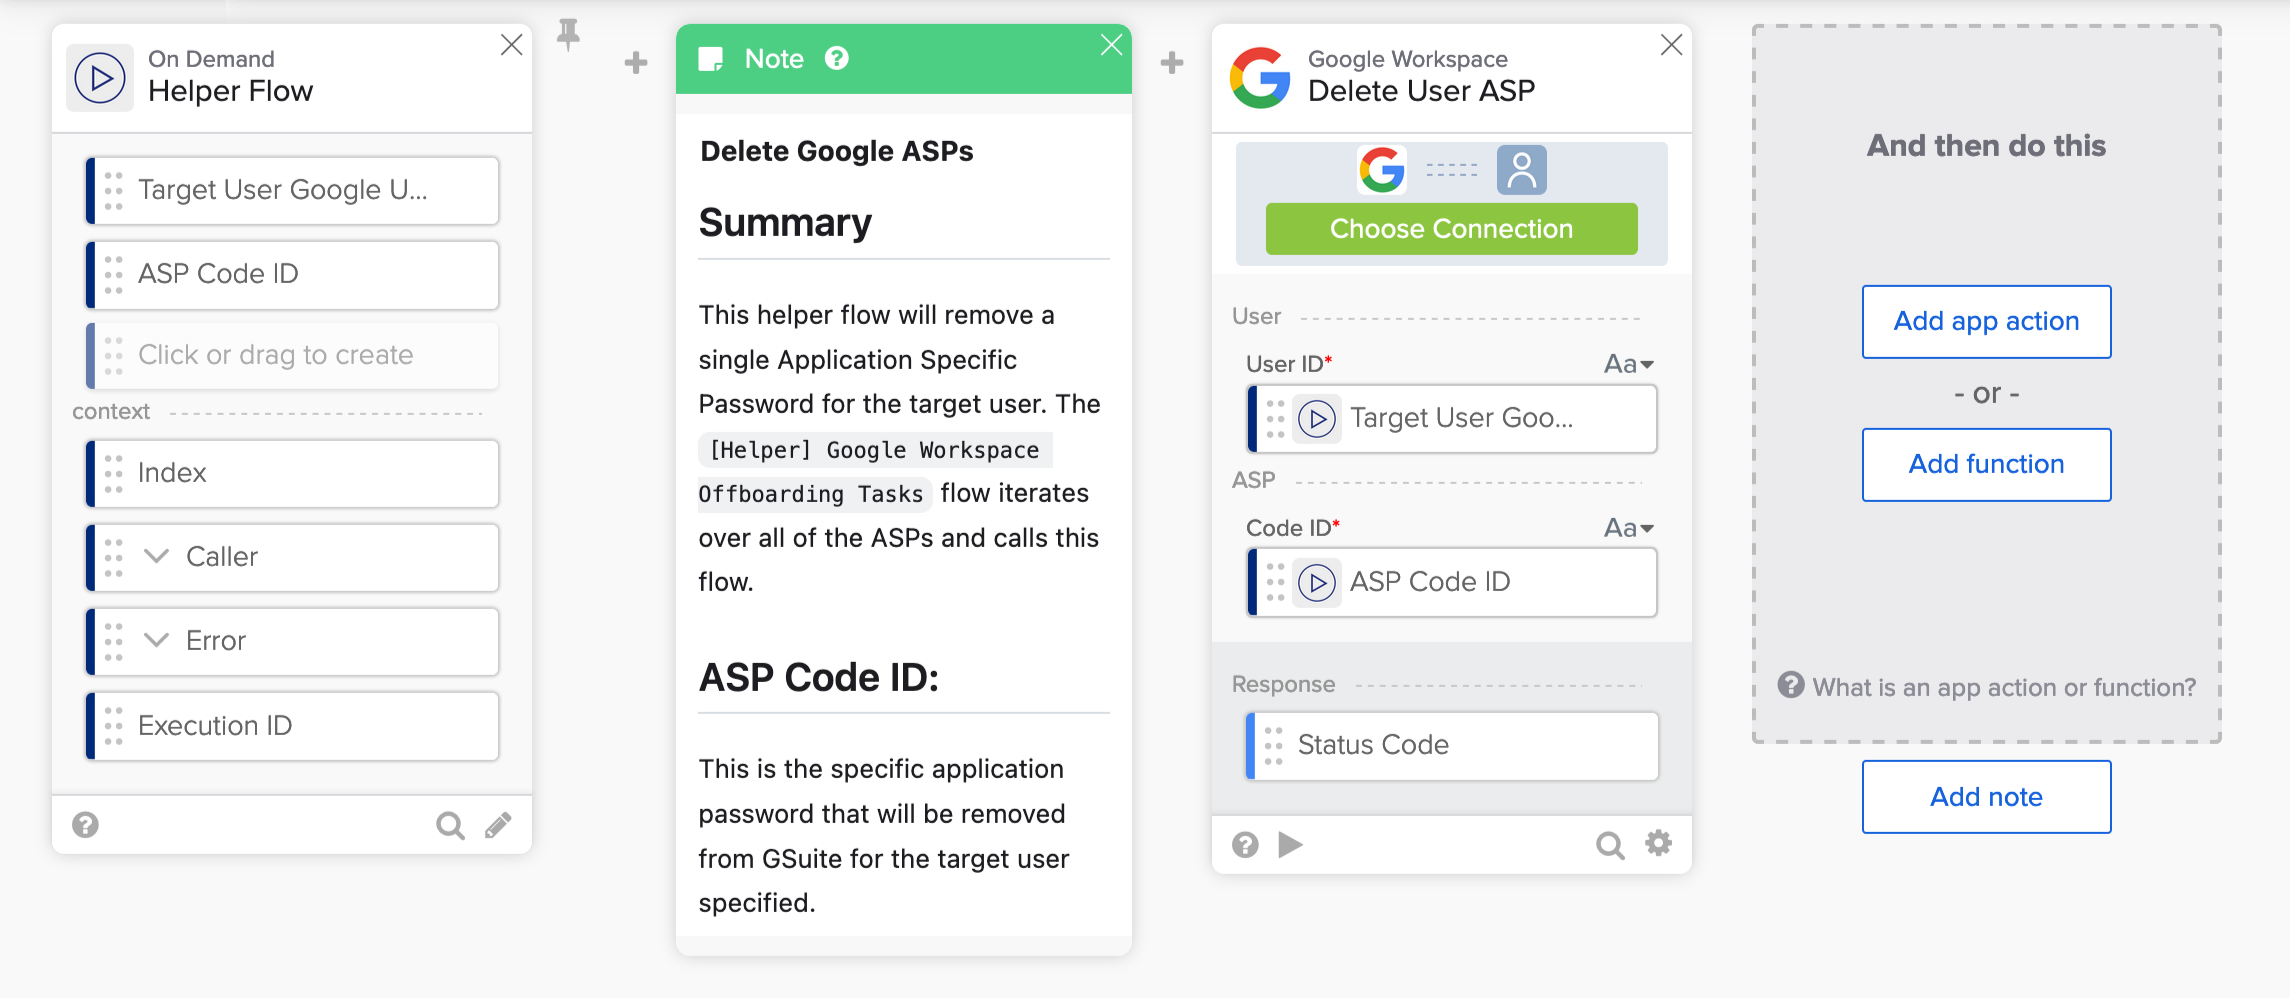 On Demand
Helper Flow
Target User Google U...
ASP Code ID
Click or drag to create
context
Index
Caller
Error
Execution ID
Note
Delete Google ASPs
Summary
This helper flow will remove a
single Application Specific
Password for the target user. The
[Helper] Google Workspace
Offboarding Tasks flow iterates
over all of the ASPs and calls this
flow.
ASP Code ID:
This is the specific application
password that will be removed
from GSuite for the target user
specified.
Google Workspace
Delete User ASP
Choose Connection
User
User ID* Aa
Target User Goo...
ASP
Code ID* Aa
ASP Code ID
Response
Status Code
And then do this
Add app action
- or -
Add function
What is an app action or function?
Add note